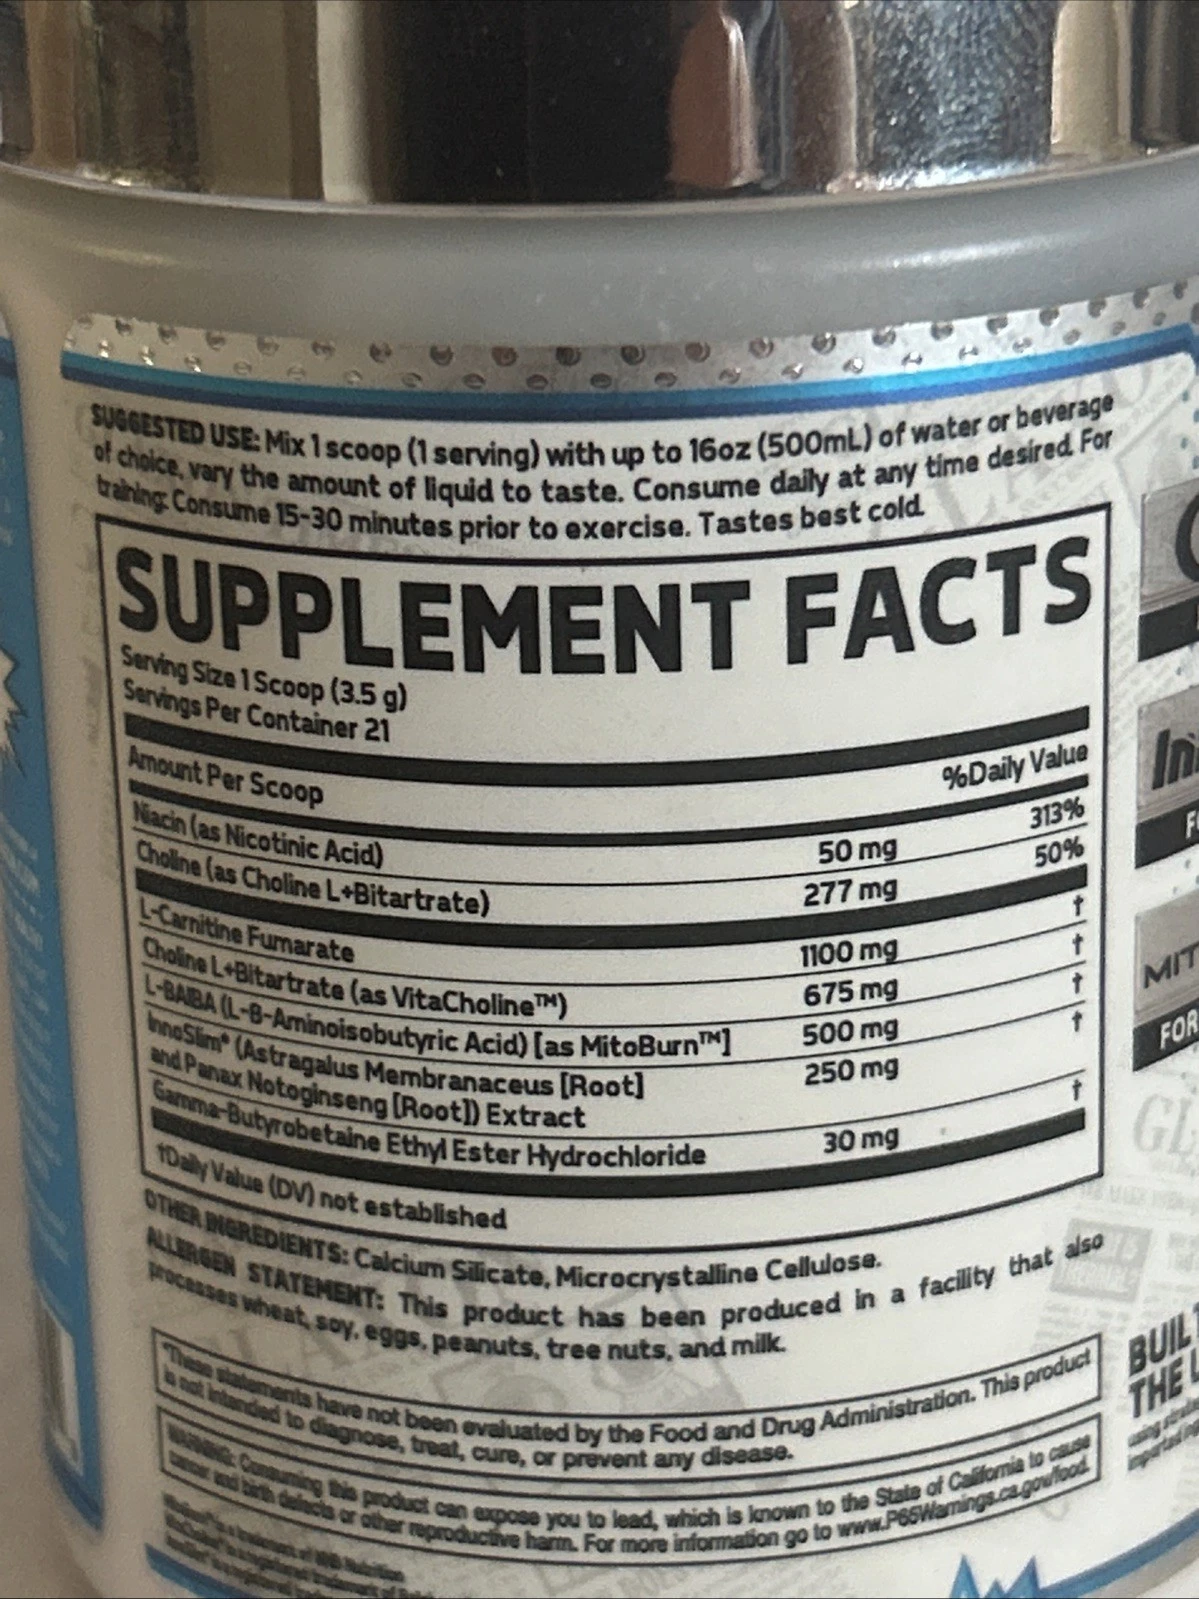 SUGGESTED USE: Mix 1 scoop (1 serving) with up to 16oz (500mL) of water or beverage
of choice, vary the amount of liquid to taste. Consume daily at any time desired. For
training: Consume 15-30 minutes prior to exercise. Tastes best cold.
SUPPLEMENT FACTS
Serving Size 1 Scoop (3.5 g)
Servings Per Container 21
Amount Per Scoop %Daily Value
Niacin (as Nicotinic Acid) 50 mg 313%
Choline (as Choline L+Bitartrate) 277 mg 50%
L-Carnitine Fumarate 1100 mg †
Choline L+Bitartrate (as VitaCholine™) 675 mg †
L-BAIBA (L-B-Aminoisobutyric Acid) [as MitoBurn™] 500 mg †
InnoSlim® (Astragalus Membranaceus [Root] 250 mg †
and Panax Notoginseng [Root]) Extract
Gamma-Butyrobetaine Ethyl Ester Hydrochloride 30 mg †
†Daily Value (DV) not established
OTHER INGREDIENTS: Calcium Silicate, Microcrystalline Cellulose.
ALLERGEN STATEMENT: This product has been produced in a facility that also
processes wheat, soy, eggs, peanuts, tree nuts, and milk.
*These statements have not been evaluated by the Food and Drug Administration. This product
is not intended to diagnose, treat, cure, or prevent any disease.
WARNING: Consuming this product can expose you to lead, which is known to the State of California to cause
cancer and birth defects or other reproductive harm. For more information go to www.P65Warnings.ca.gov/food.
is a trademark of NNB Nutrition
is a registered trademark of
MIT
FOR
BUILT
THE L